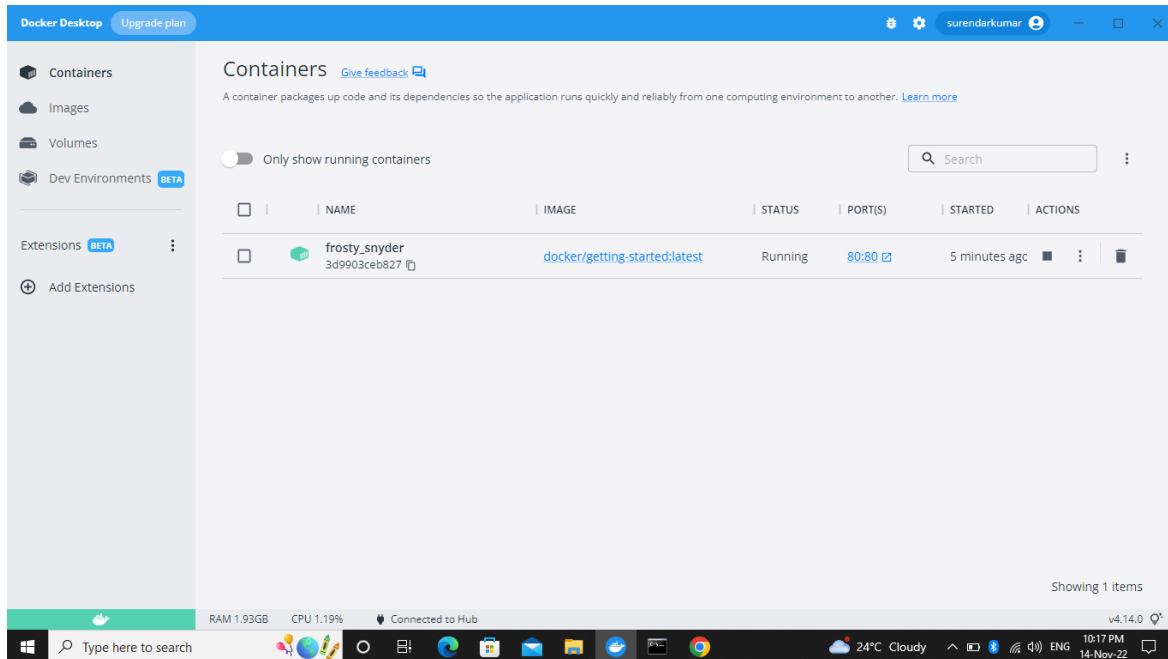 Docker Desktop Upgrade plan surendarkumar
Containers
Images
Volumes
Dev Environments BETA
Extensions BETA
Add Extensions
Containers Give feedback
A container packages up code and its dependencies so the application runs quickly and reliably from one computing environment to another. Learn more
Only show running containers
Search
NAME IMAGE STATUS PORT(S) STARTED ACTIONS
frosty_snyder
3d9903ceb827
docker/getting-started:latest Running 80:80 5 minutes agc
Showing 1 items
RAM 1.93GB CPU 1.19% Connected to Hub v4.14.0
Type here to search 24°C Cloudy ENG 10:17 PM
14-Nov-22